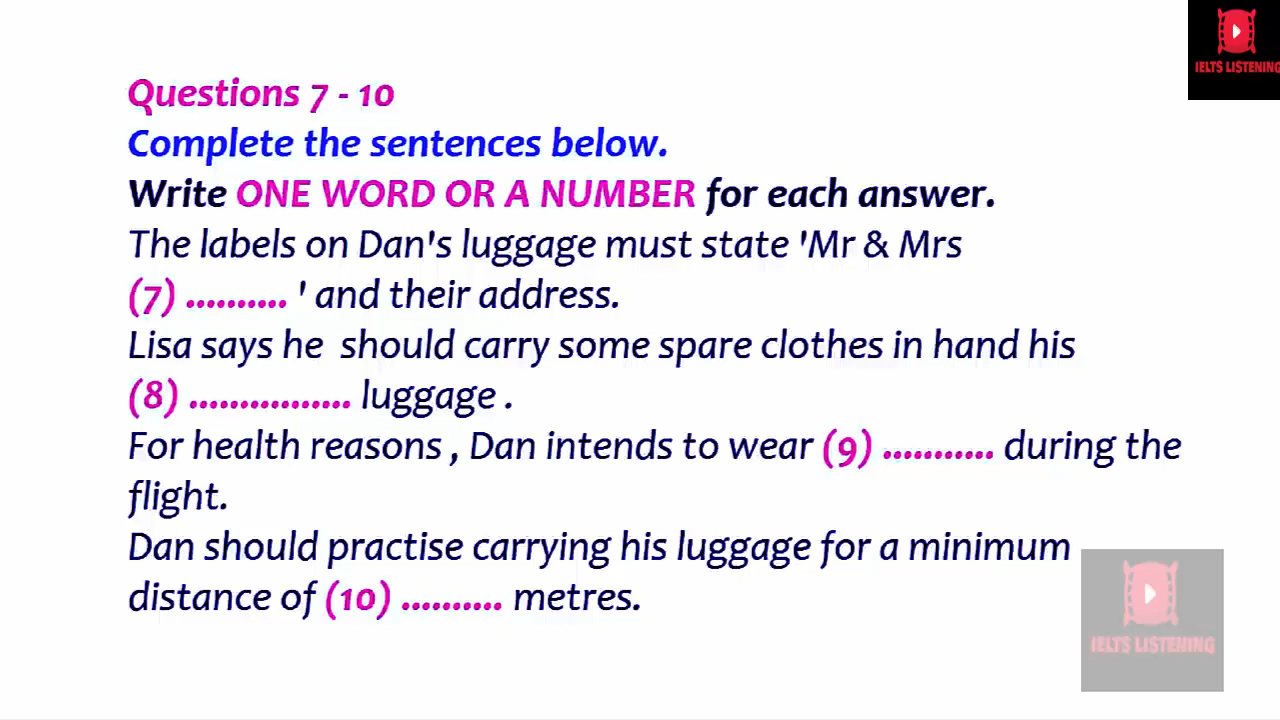 IELTS LISTENING
Questions 7 - 10
Complete the sentences below.
Write ONE WORD OR A NUMBER for each answer.
The labels on Dan's luggage must state 'Mr & Mrs
(7) .......... ' and their address.
Lisa says he should carry some spare clothes in hand his
(8) ................ luggage .
For health reasons , Dan intends to wear (9) ........... during the
flight.
Dan should practise carrying his luggage for a minimum
distance of (10) .......... metres.
IELTS LISTENING